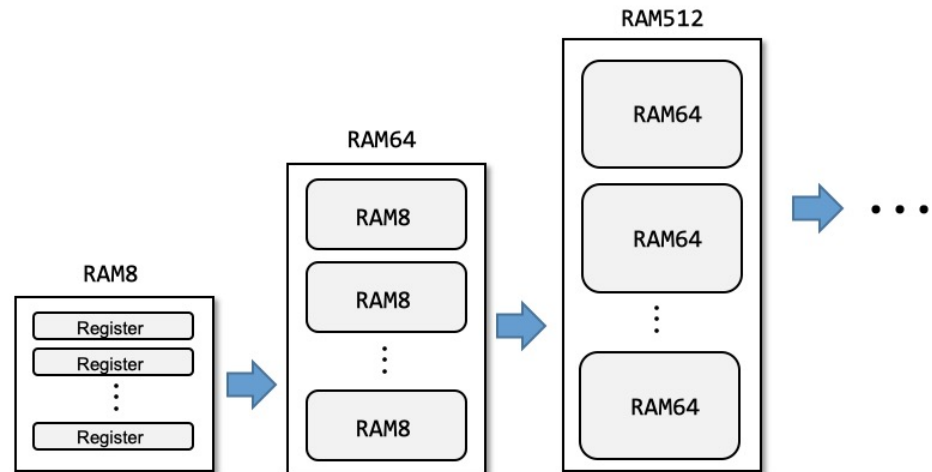 RAM8
Register
Register
⋮
Register
RAM64
RAM8
RAM8
⋮
RAM8
RAM512
RAM64
RAM64
⋮
RAM64
• • •